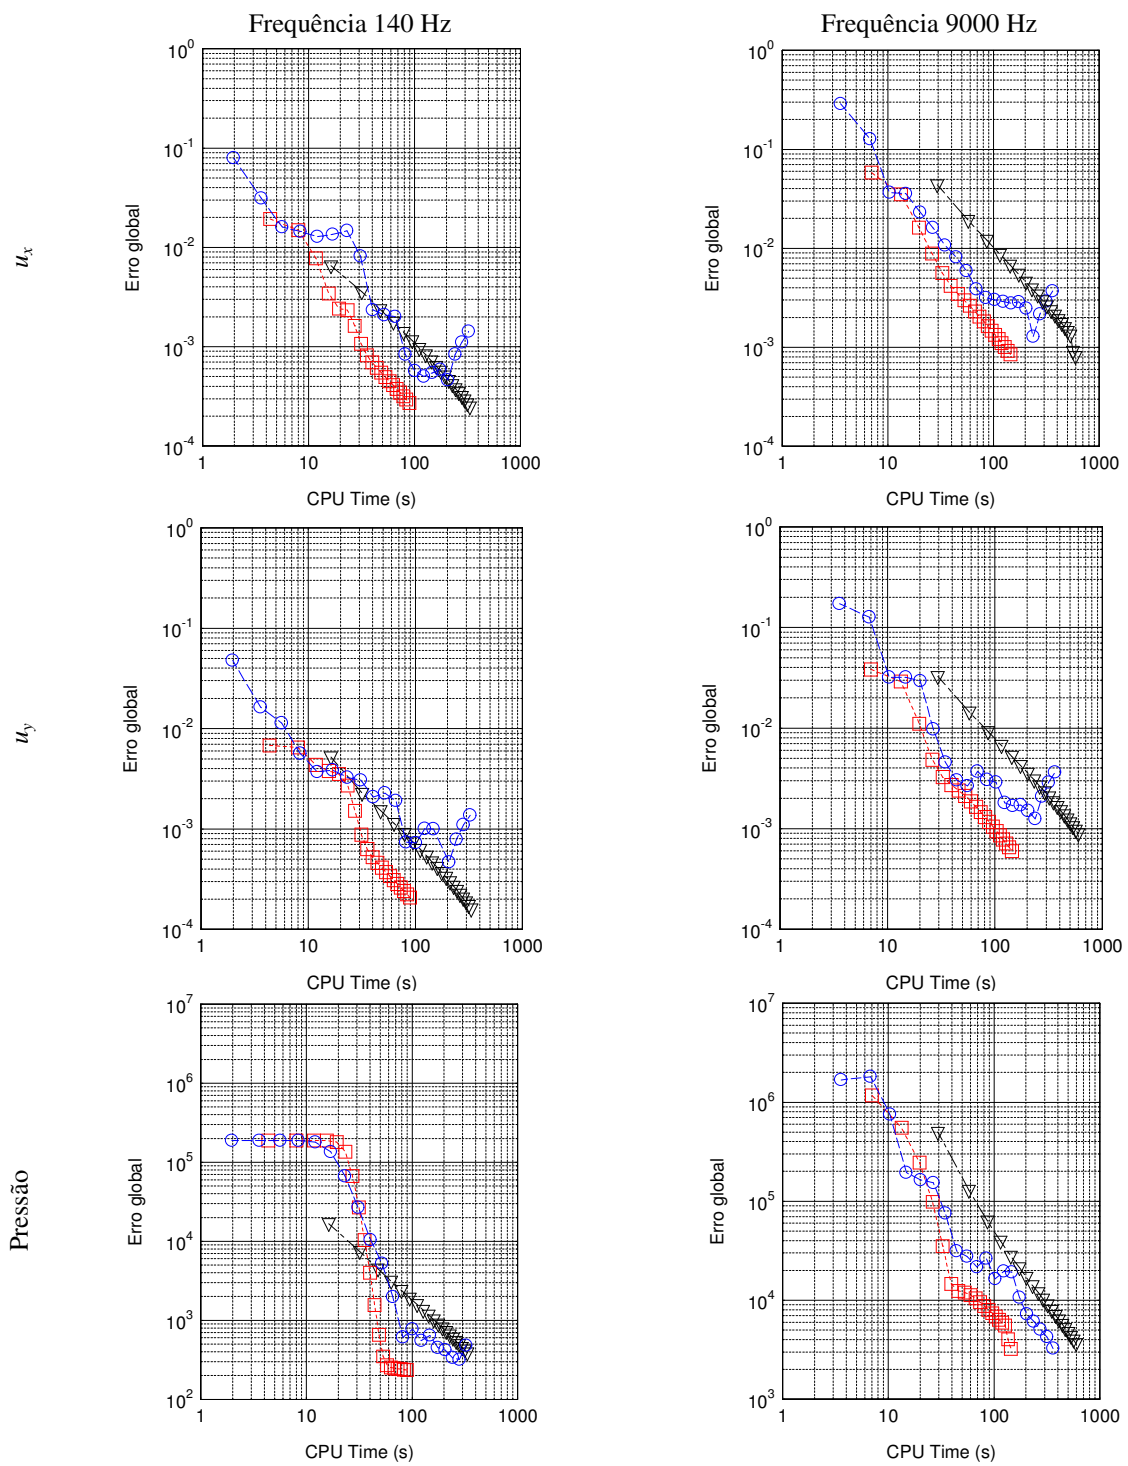 Frequência 140 Hz
Frequência 9000 Hz
u_x
10^0
10^-1
10^-2
10^-3
10^-4
Erro global
1 10 100 1000
CPU Time (s)
10^0
10^-1
10^-2
10^-3
10^-4
Erro global
1 10 100 1000
CPU Time (s)
u_y
10^0
10^-1
10^-2
10^-3
10^-4
Erro global
1 10 100 1000
CPU Time (s)
10^0
10^-1
10^-2
10^-3
10^-4
Erro global
1 10 100 1000
CPU Time (s)
Pressão
10^7
10^6
10^5
10^4
10^3
10^2
Erro global
1 10 100 1000
CPU Time (s)
10^7
10^6
10^5
10^4
10^3
Erro global
1 10 100 1000
CPU Time (s)